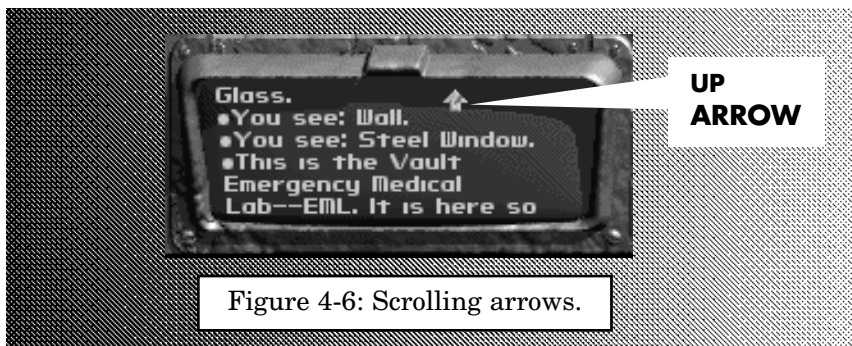 Glass.
•You see: Wall.
•You see: Steel Window.
•This is the Vault
Emergency Medical
Lab--EML. It is here so
UP
ARROW
Figure 4-6: Scrolling arrows.